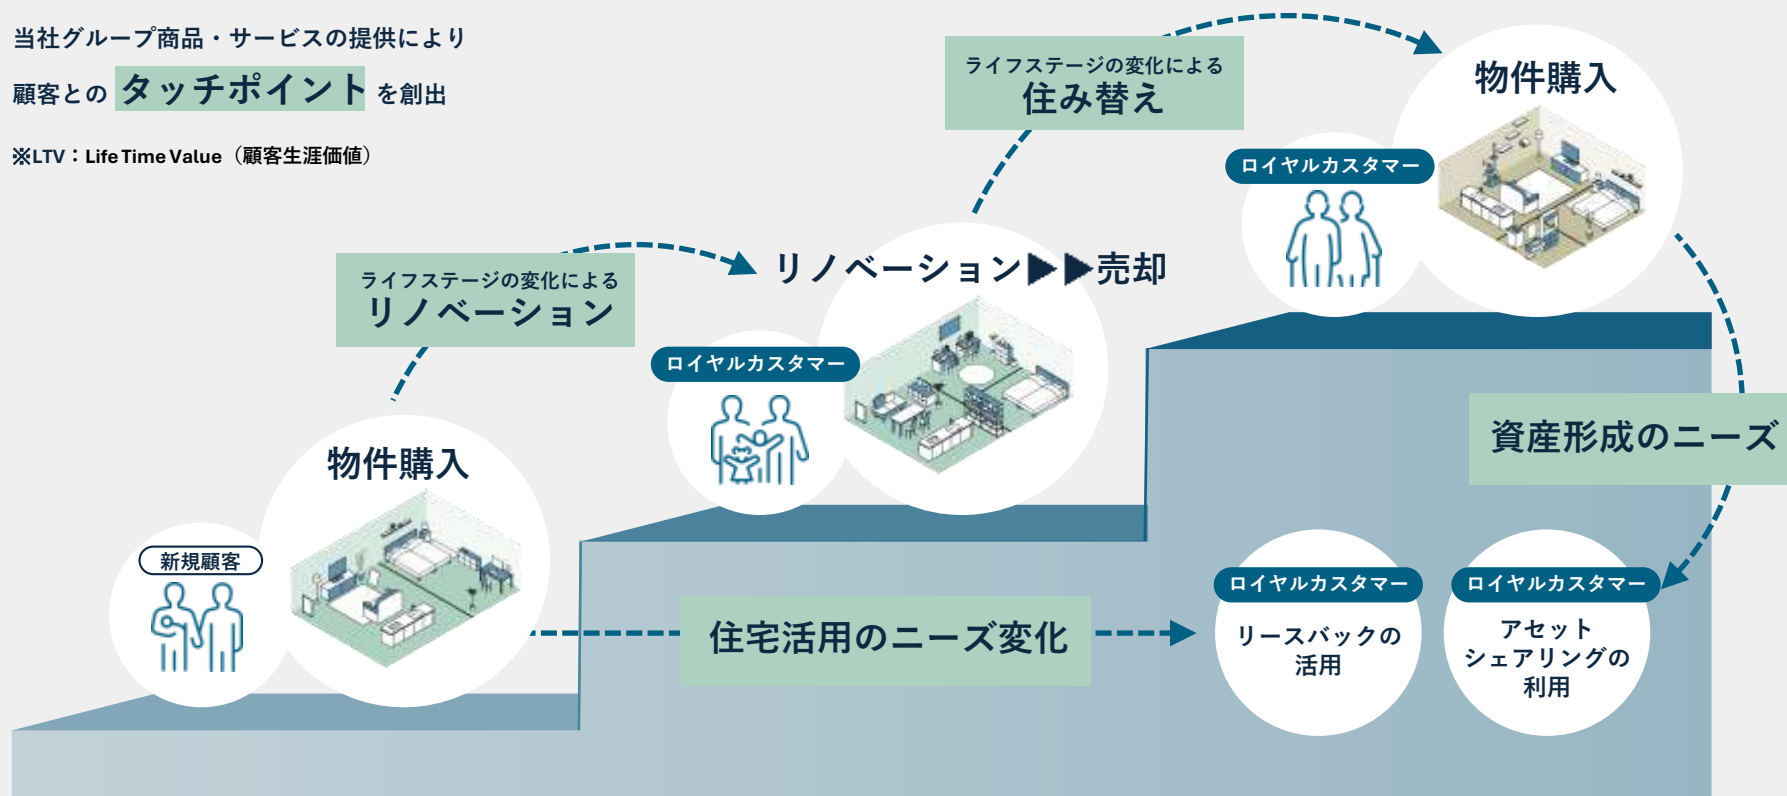 当社グループ商品・サービスの提供により
顧客との タッチポイント を創出
※LTV：Life Time Value（顧客生涯価値）
ライフステージの変化による
住み替え
物件購入
ロイヤルカスタマー
ライフステージの変化による
リノベーション
リノベーション▶▶売却
ロイヤルカスタマー
資産形成のニーズ
物件購入
新規顧客
住宅活用のニーズ変化
ロイヤルカスタマー
リースバックの
活用
ロイヤルカスタマー
アセット
シェアリングの
利用